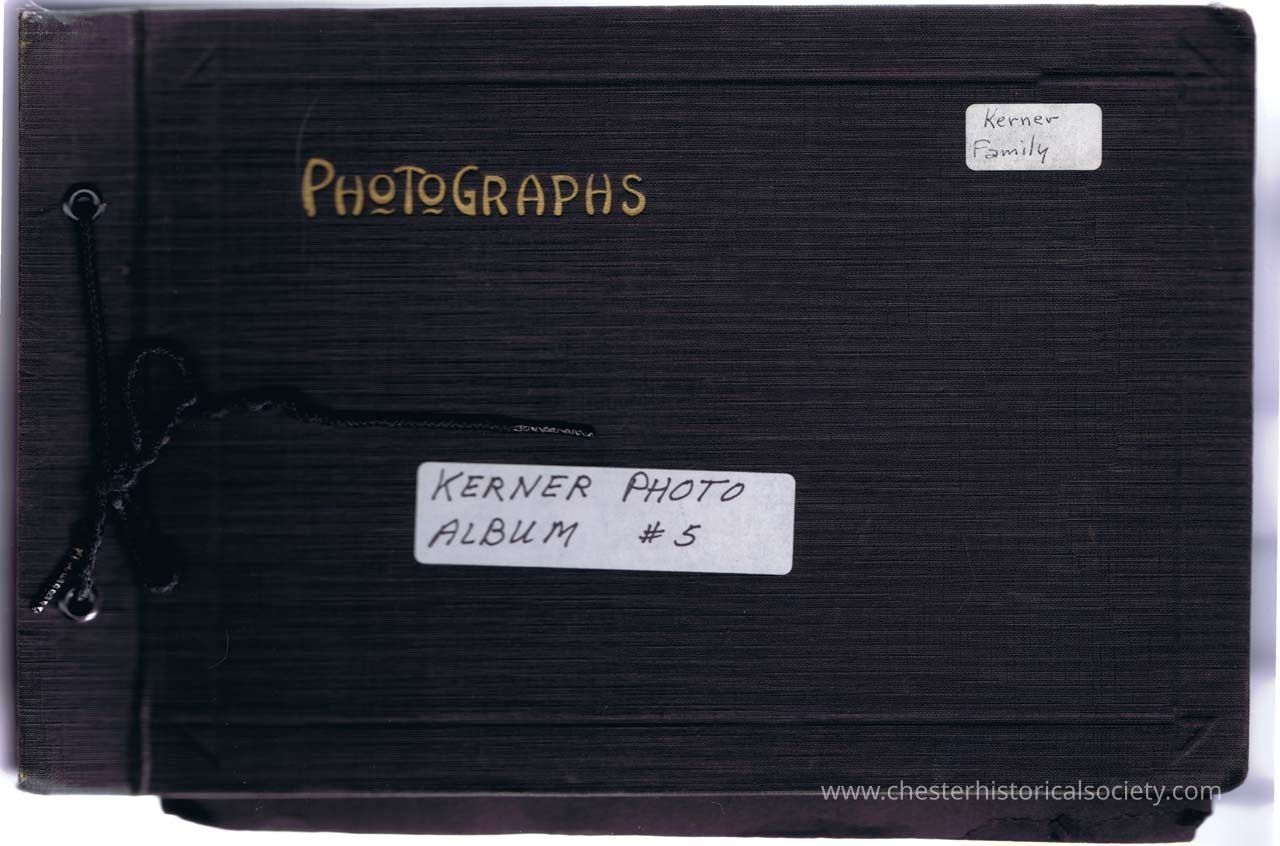 Kerner
Family
PHOTOGRAPHS
KERNER PHOTO
ALBUM #5
www.chesterhistoricalsociety.com